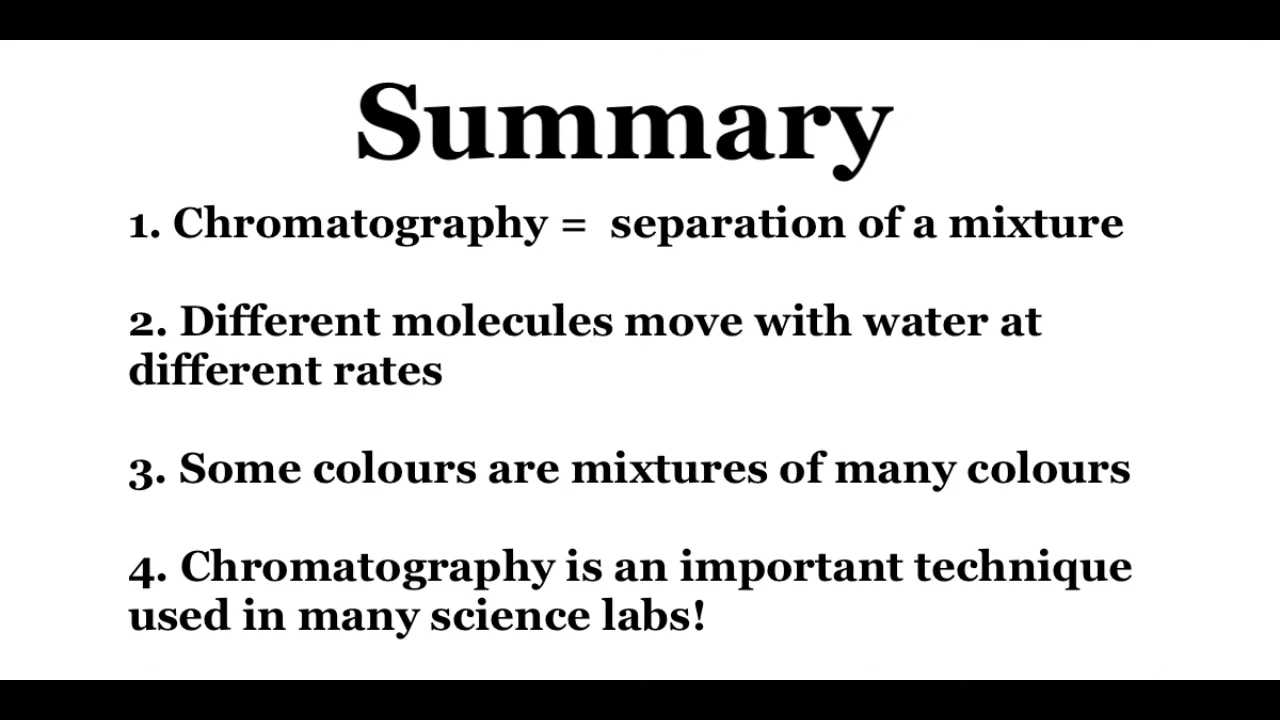 Summary
1. Chromatography =  separation of a mixture
2. Different molecules move with water at
different rates
3. Some colours are mixtures of many colours
4. Chromatography is an important technique
used in many science labs!